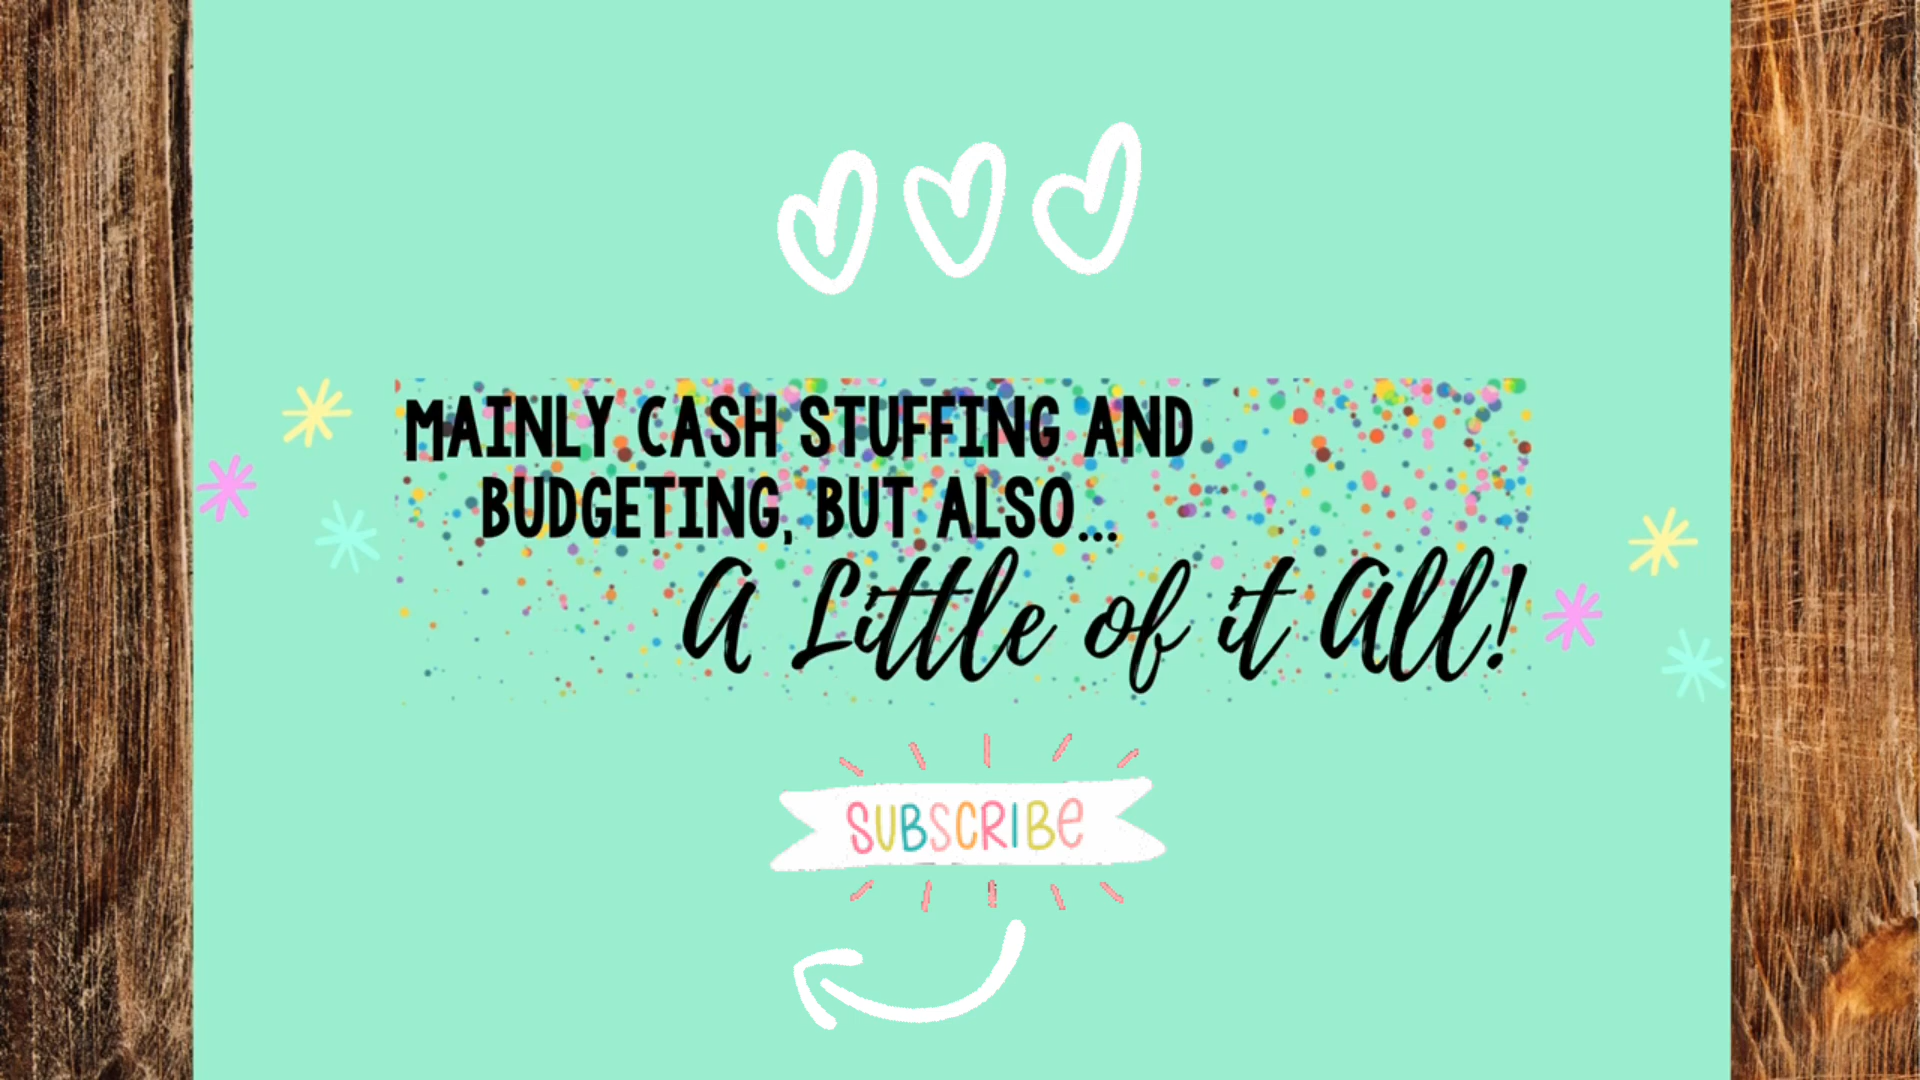 MAINLY CASH STUFFING AND
BUDGETING, BUT ALSO...
A Little of it All!
SUBSCRIBE